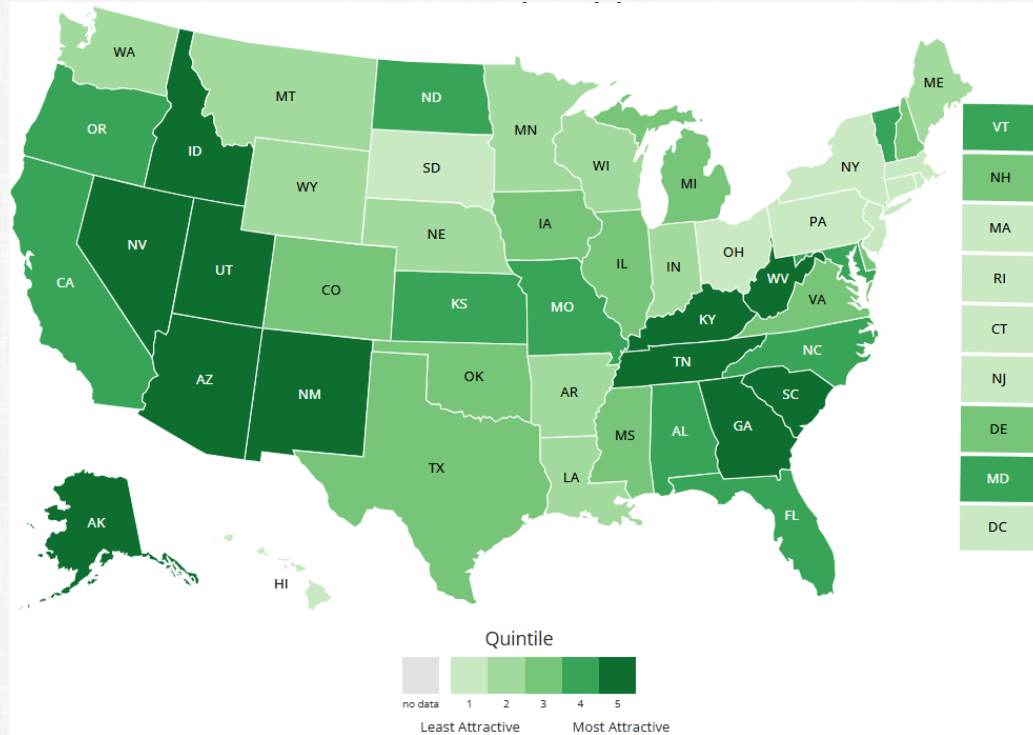 WA
MT
ND
MN
ME
VT
OR
ID
WI
NY
NH
SD
MI
WY
PA
MA
NE
IA
NV
UT
IL
IN
OH
RI
CA
CO
WV
KS
MO
VA
KY
CT
AZ
NM
OK
TN
NC
NJ
AR
SC
MS
AL
GA
DE
TX
LA
MD
AK
FL
DC
HI
Quintile
no data 1 2 3 4 5
Least Attractive Most Attractive